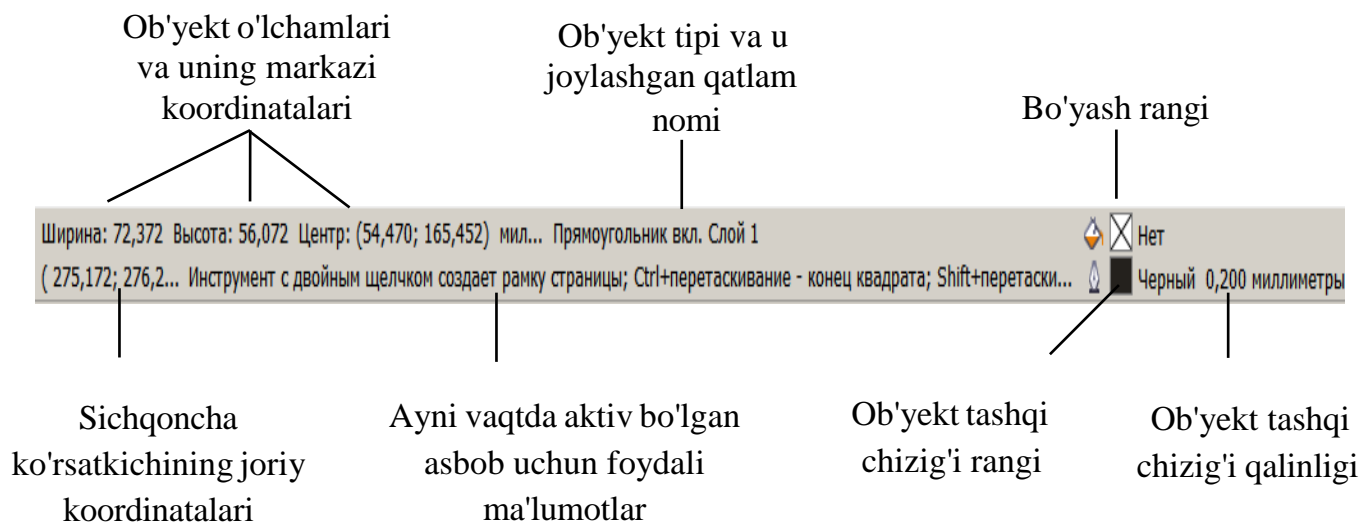 Ob'yekt o'lchamlari
va uning markazi
koordinatalari
Ob'yekt tipi va u
joylashgan qatlam
nomi
Bo'yash rangi
Ширина: 72,372 Высота: 56,072 Центр: (54,470; 165,452) мил... Прямоугольник вкл. Слой 1
Нет
( 275,172; 276,2... Инструмент с двойным щелчком создает рамку страницы; Ctrl+перетаскивание - конец квадрата; Shift+перетаски...
Черный 0,200 миллиметры
Sichqoncha
ko'rsatkichining joriy
koordinatalari
Ayni vaqtda aktiv bo'lgan
asbob uchun foydali
ma'lumotlar
Ob'yekt tashqi
chizig'i rangi
Ob'yekt tashqi
chizig'i qalinligi